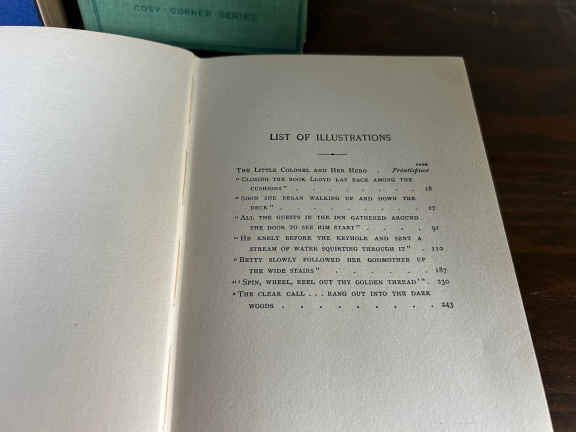 COSY CORNER SERIES
LIST OF ILLUSTRATIONS
PAGE
THE LITTLE COLONEL AND HER HERO . Frontispiece
"CLOSING THE BOOK LLOYD LAY BACK AMONG THE
CUSHIONS" . . . . . . . . 18
"SOON SHE BEGAN WALKING UP AND DOWN THE
DECK" . . . . . . . . . 27
"ALL THE GUESTS IN THE INN GATHERED AROUND
THE DOOR TO SEE HIM START" . . . . 91
"HE KNELT BEFORE THE KEYHOLE AND SENT A
STREAM OF WATER SQUIRTING THROUGH IT" . 110
"BETTY SLOWLY FOLLOWED HER GODMOTHER UP
THE WIDE STAIRS" . . . . . . 187
"'SPIN, WHEEL, REEL OUT THY GOLDEN THREAD'" . 230
"THE CLEAR CALL . . . RANG OUT INTO THE DARK
WOODS . . . . . . . . . 243